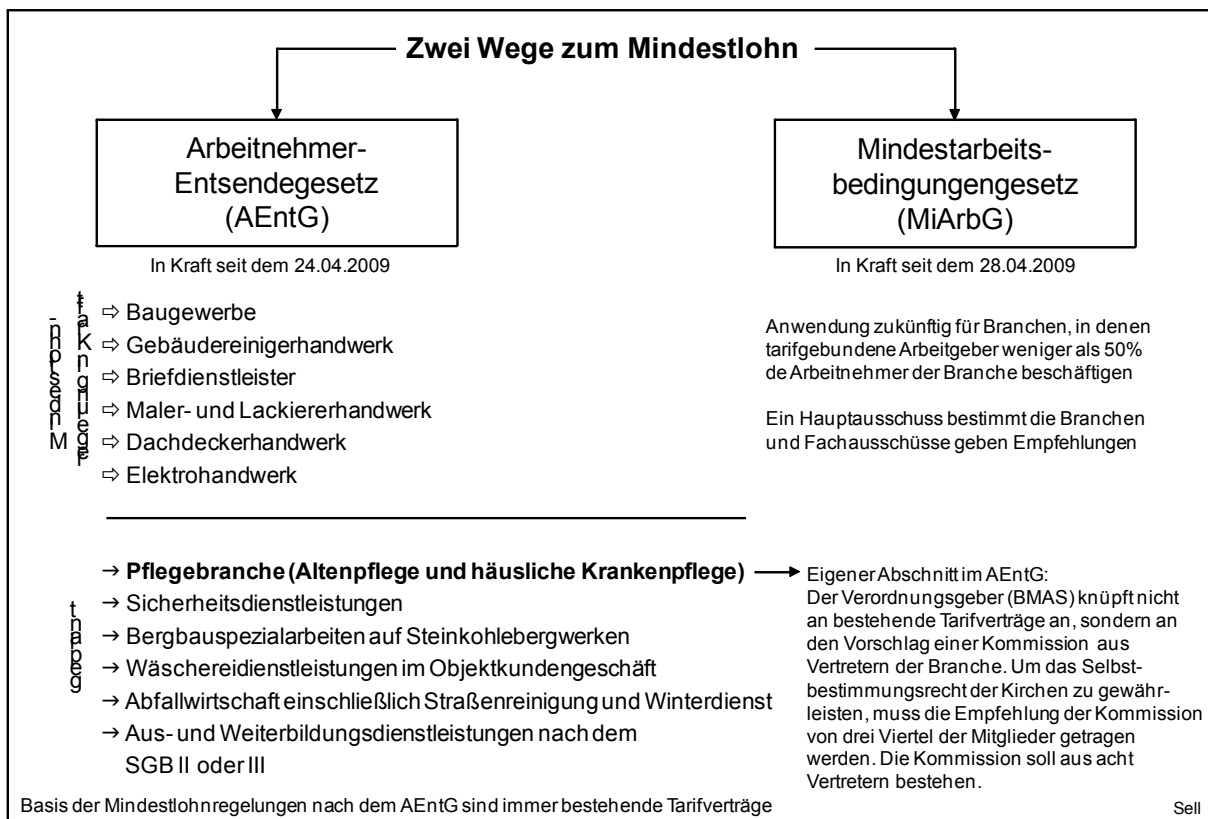 Zwei Wege zum Mindestlohn
Arbeitnehmer-
Entsendegesetz
(AEntG)
In Kraft seit dem 24.04.2009
Mindestlohn-
regelungen in Kraft
⇨ Baugewerbe
⇨ Gebäudereinigerhandwerk
⇨ Briefdienstleister
⇨ Maler- und Lackiererhandwerk
⇨ Dachdeckerhandwerk
⇨ Elektrohandwerk
Mindestarbeits-
bedingungengesetz
(MiArbG)
In Kraft seit dem 28.04.2009
Anwendung zukünftig für Branchen, in denen
tarifgebundene Arbeitgeber weniger als 50%
de Arbeitnehmer der Branche beschäftigen
Ein Hauptausschuss bestimmt die Branchen
und Fachausschüsse geben Empfehlungen
geplant
→ Pflegebranche (Altenpflege und häusliche Krankenpflege)
→ Sicherheitsdienstleistungen
→ Bergbauspezialarbeiten auf Steinkohlebergwerken
→ Wäschereidienstleistungen im Objektkundengeschäft
→ Abfallwirtschaft einschließlich Straßenreinigung und Winterdienst
→ Aus- und Weiterbildungsdienstleistungen nach dem
SGB II oder III
Eigener Abschnitt im AEntG:
Der Verordnungsgeber (BMAS) knüpft nicht
an bestehende Tarifverträge an, sondern an
den Vorschlag einer Kommission aus
Vertretern der Branche. Um das Selbst-
bestimmungsrecht der Kirchen zu gewähr-
leisten, muss die Empfehlung der Kommission
von drei Viertel der Mitglieder getragen
werden. Die Kommission soll aus acht
Vertretern bestehen.
Basis der Mindestlohnregelungen nach dem AEntG sind immer bestehende Tarifverträge
Sell